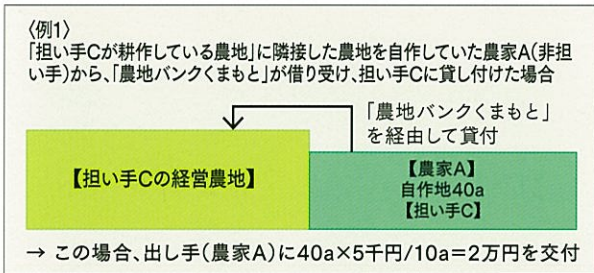 〈例1〉
「担い手Cが耕作している農地」に隣接した農地を自作していた農家A(非担
い手)から、「農地バンクくまもと」が借り受け、担い手Cに貸し付けた場合
「農地バンクくまもと」
を経由して貸付
【担い手Cの経営農地】
【農家A】
自作地40a
【担い手C】
→ この場合、出し手(農家A)に40a×5千円/10a=2万円を交付